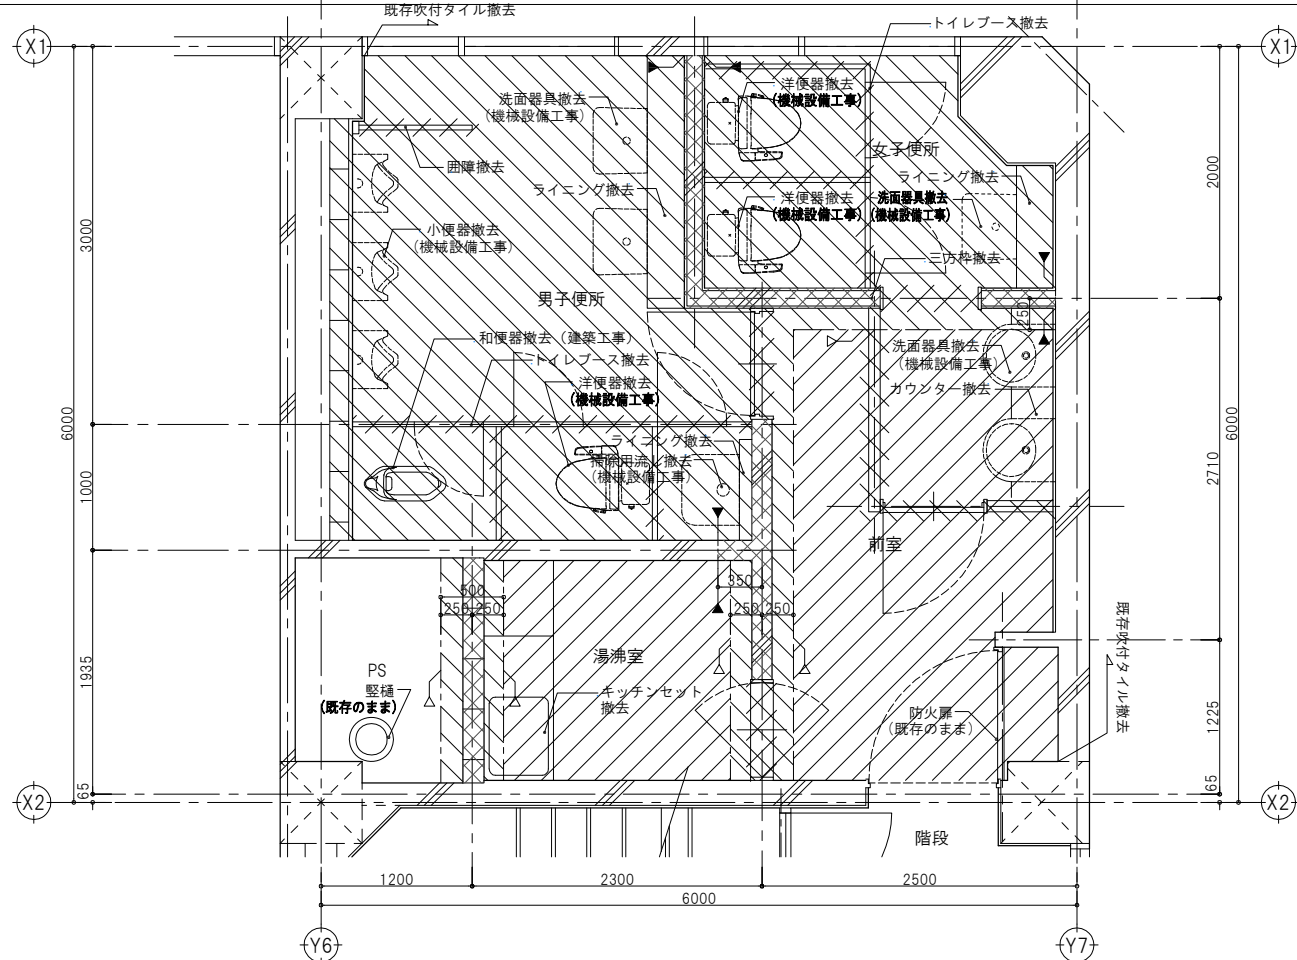 既存吹付タイル撤去
トイレブース撤去
X1
X1
洋便器撤去
(機械設備工事)
洗面器具撤去
(機械設備工事)
女子便所
囲障撤去
ライニング撤去
ライニング撤去
洋便器撤去
(機械設備工事)
洗面器具撤去
(機械設備工事)
2000
3000
小便器撤去
(機械設備工事)
三方枠撤去
男子便所
250
和便器撤去(建築工事)
トイレブース撤去
洗面器具撤去
(機械設備工事)
洋便器撤去
(機械設備工事)
カウンター撤去
6000
6000
ライニング撤去
掃除用流し撤去
(機械設備工事)
1000
2710
前室
350
500
250 250
250 250
既存吹付タイル撤去
湯沸室
1935
PS
竪樋
(既存のまま)
キッチンセット
撤去
防火扉
(既存のまま)
1225
65
65
X2
X2
階段
1200
2300
2500
6000
Y6
Y7